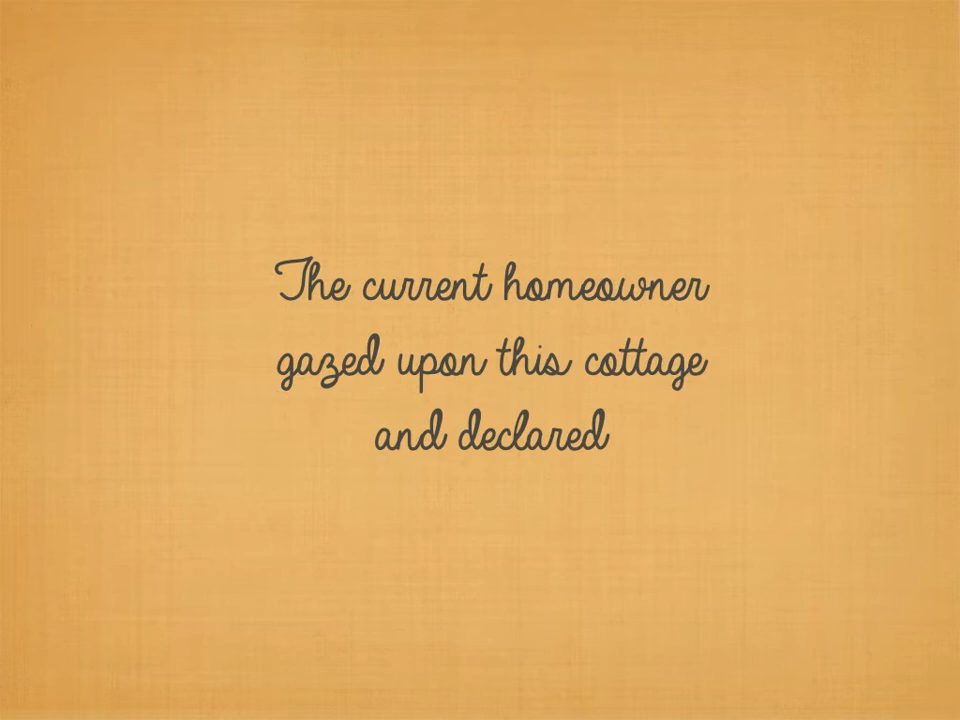 The current homeowner
gazed upon this cottage
and declared